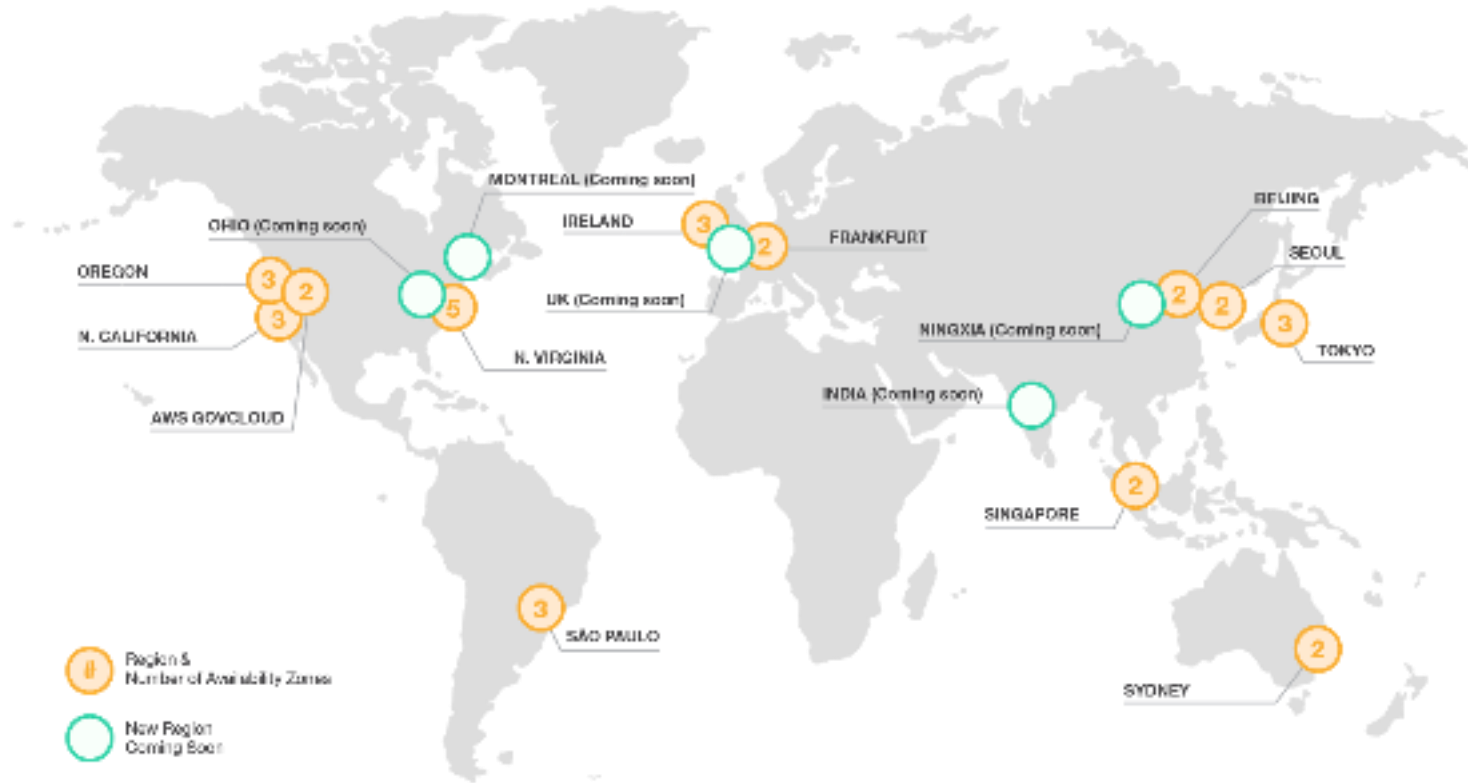 MONTREAL (Coming soon)
OHIO (Coming soon)
OREGON
3
2
3
5
N. CALIFORNIA
N. VIRGINIA
AWS GOVCLOUD
IRELAND
3
2
FRANKFURT
UK (Coming soon)
BEIJING
SEOUL
2
2
3
NINGXIA (Coming soon)
TOKYO
INDIA (Coming soon)
2
SINGAPORE
3
SÃO PAULO
2
SYDNEY
#
Region &
Number of Availability Zones
New Region
Coming Soon